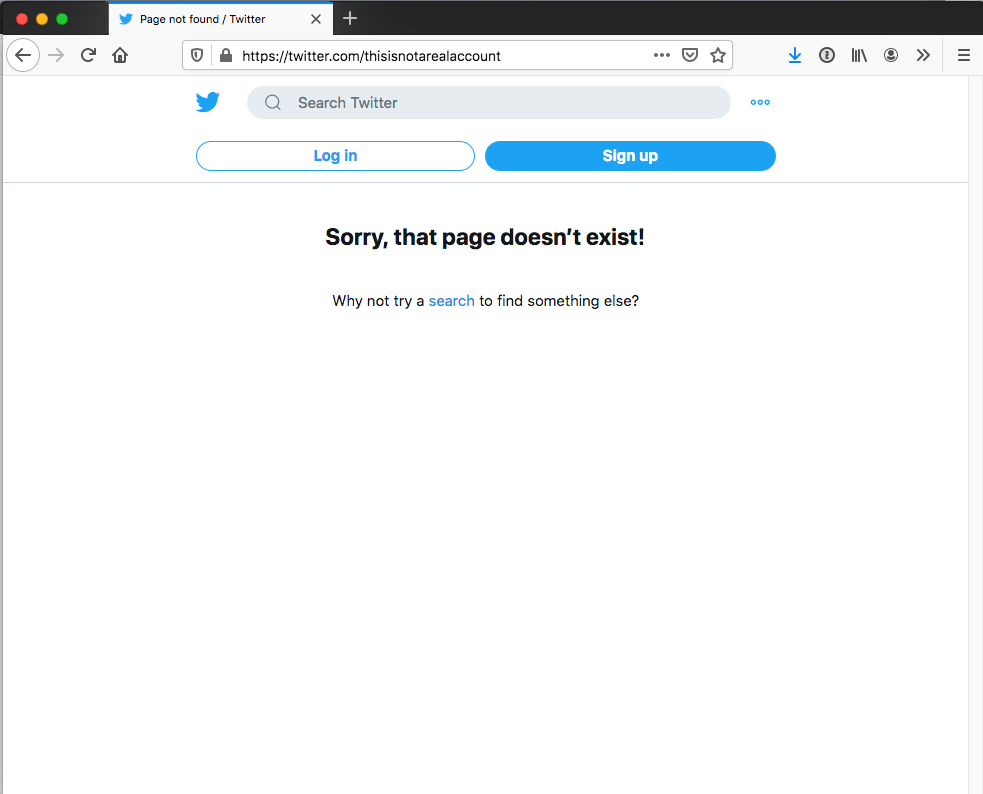 Page not found / Twitter
https://twitter.com/thisisnotarealaccount
Search Twitter
Log in
Sign up
Sorry, that page doesn’t exist!
Why not try a search to find something else?